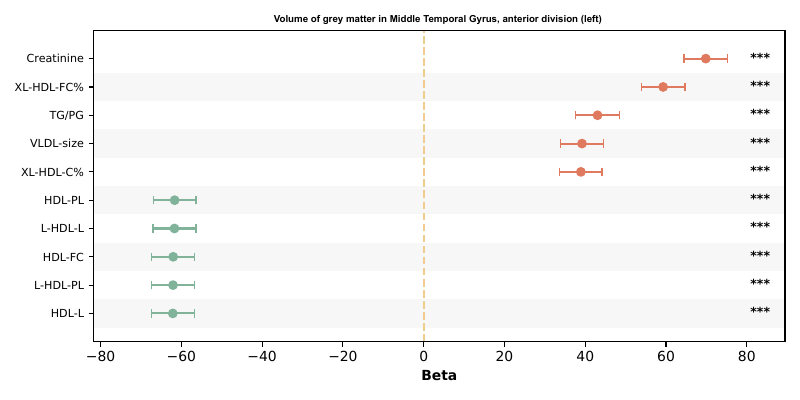 Volume of grey matter in Middle Temporal Gyrus, anterior division (left)
Creatinine ***
XL-HDL-FC% ***
TG/PG ***
VLDL-size ***
XL-HDL-C% ***
HDL-PL ***
L-HDL-L ***
HDL-FC ***
L-HDL-PL ***
HDL-L ***
−80 −60 −40 −20 0 20 40 60 80
Beta